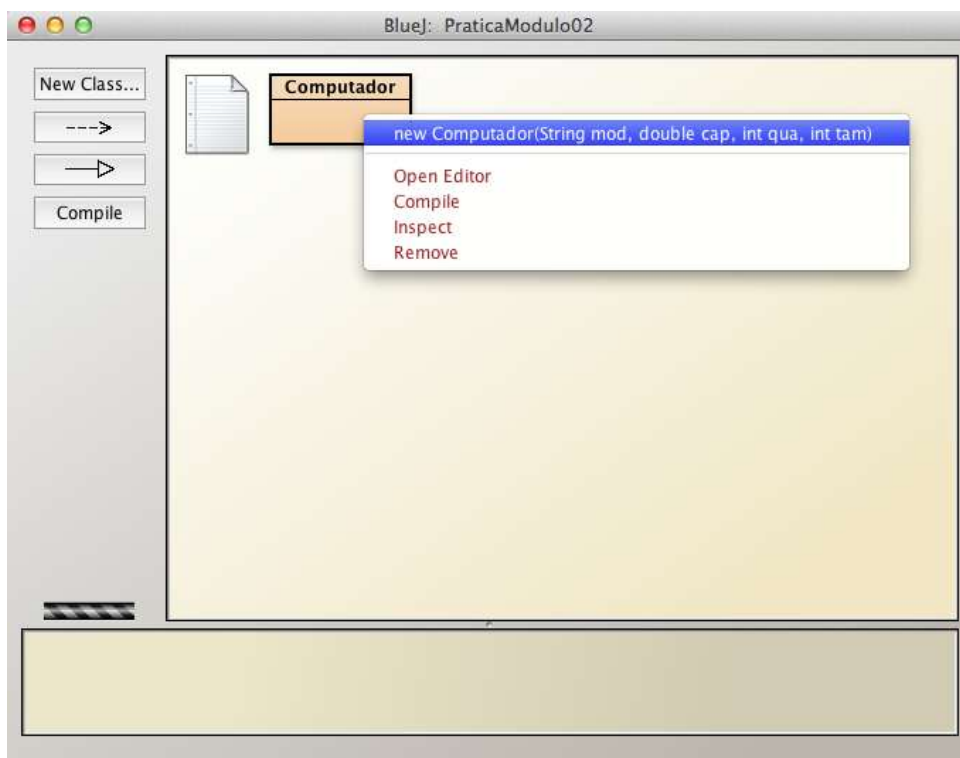 BlueJ: PraticaModulo02
New Class...
Compile
Computador
new Computador(String mod, double cap, int qua, int tam)
Open Editor
Compile
Inspect
Remove